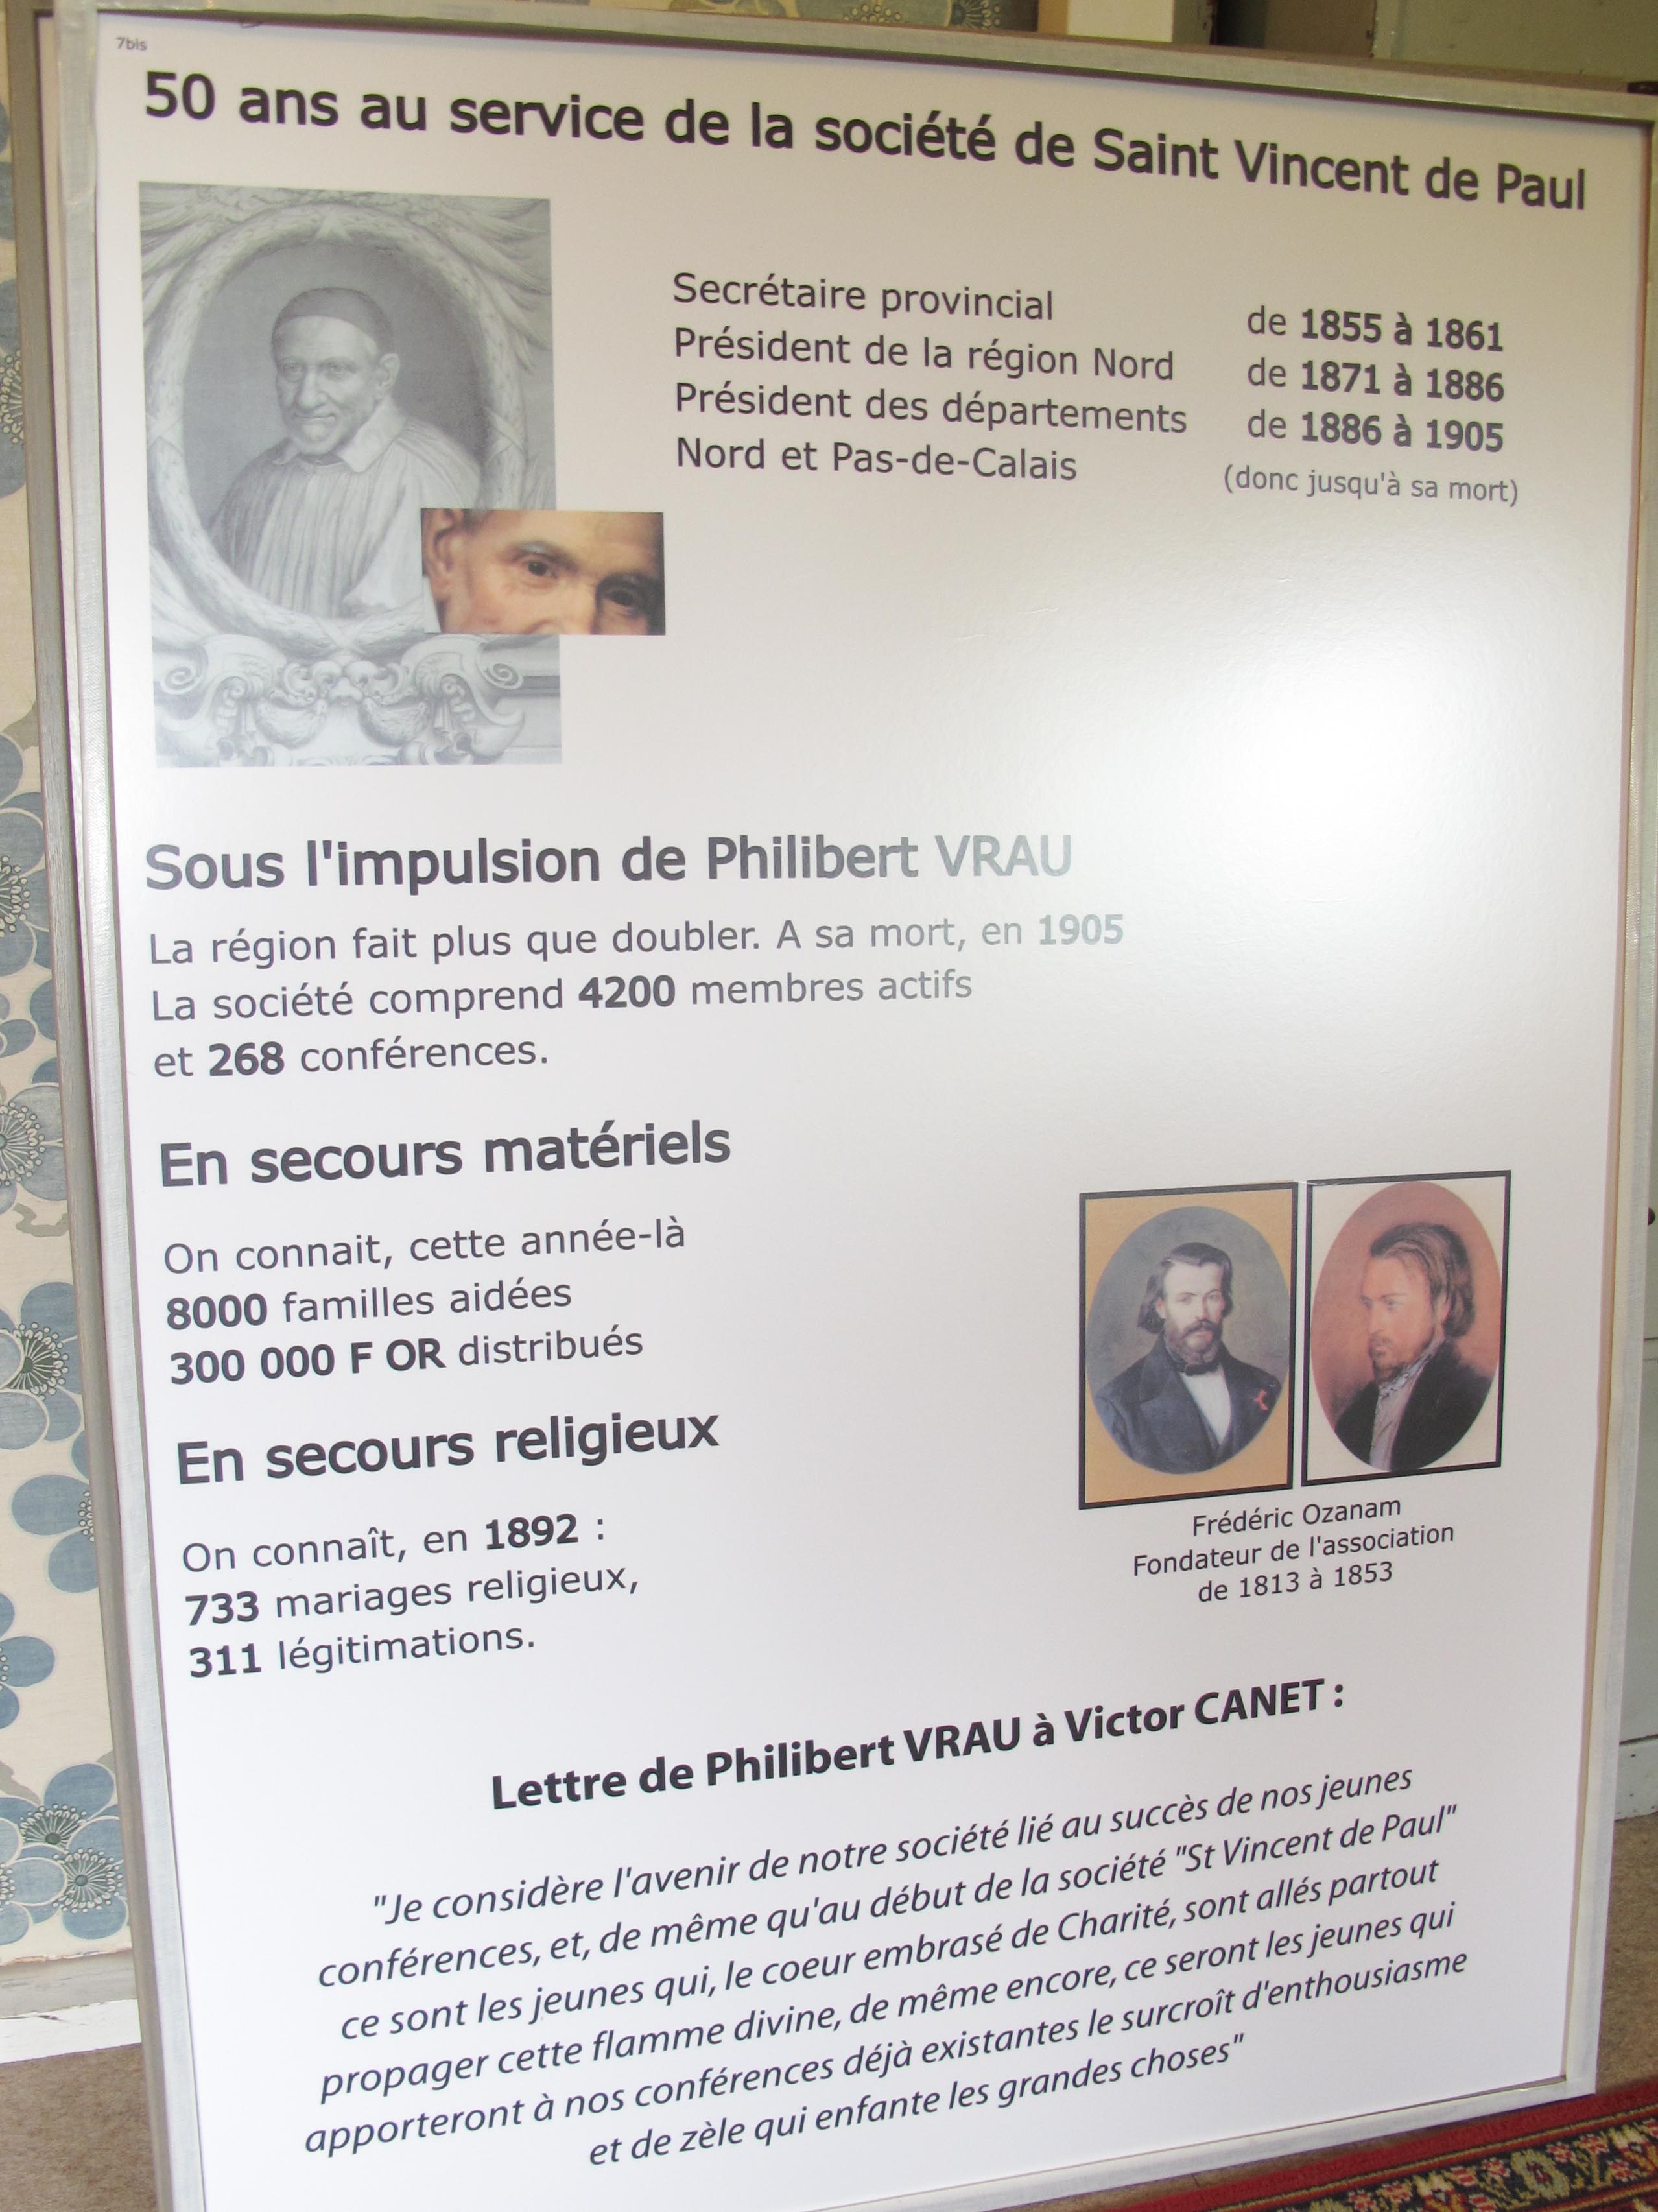 7bis
50 ans au service de la société de Saint Vincent de Paul
Secrétaire provincial de 1855 à 1861
Président de la région Nord de 1871 à 1886
Président des départements de 1886 à 1905
Nord et Pas-de-Calais (donc jusqu'à sa mort)
Sous l'impulsion de Philibert VRAU
La région fait plus que doubler. A sa mort, en 1905
La société comprend 4200 membres actifs
et 268 conférences.
En secours matériels
On connait, cette année-là
8000 familles aidées
300 000 F OR distribués
En secours religieux
On connaît, en 1892 :
733 mariages religieux,
311 légitimations.
Frédéric Ozanam
Fondateur de l'association
de 1813 à 1853
Lettre de Philibert VRAU à Victor CANET :
"Je considère l'avenir de notre société lié au succès de nos jeunes
conférences, et, de même qu'au début de la société "St Vincent de Paul"
ce sont les jeunes qui, le coeur embrasé de Charité, sont allés partout
propager cette flamme divine, de même encore, ce seront les jeunes qui
apporteront à nos conférences déjà existantes le surcroît d'enthousiasme
et de zèle qui enfante les grandes choses"